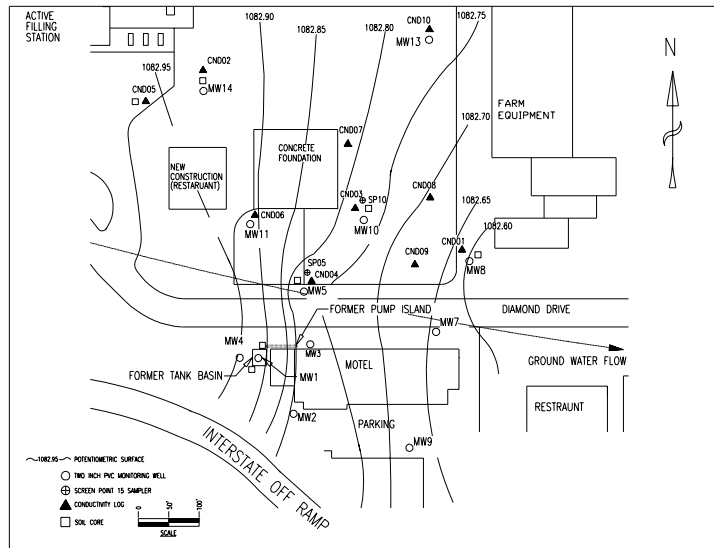 ACTIVE
FILLING
STATION
CND02
CND05
MW14
1082.95
1082.90
1082.85
1082.80
CND10
MW13
1082.75
N
FARM
EQUIPMENT
1082.70
CND07
CONCRETE
FOUNDATION
NEW
CONSTRUCTION
(RESTARUANT)
CND03
SP10
CND08
MW10
1082.65
1082.60
CND06
MW11
CND09
CND01
MW8
SP05
CND04
MW5
FORMER PUMP ISLAND
DIAMOND DRIVE
MW7
MW4
MW3
MOTEL
GROUND WATER FLOW
FORMER TANK BASIN
MW1
MW2
PARKING
RESTRAUNT
MW9
INTERSTATE OFF RAMP
1082.95 POTENTIOMETRIC SURFACE
TWO INCH PVC MONITORING WELL
SCREEN POINT 15 SAMPLER
CONDUCTIVITY LOG
SOIL CORE
0 50' 100'
SCALE